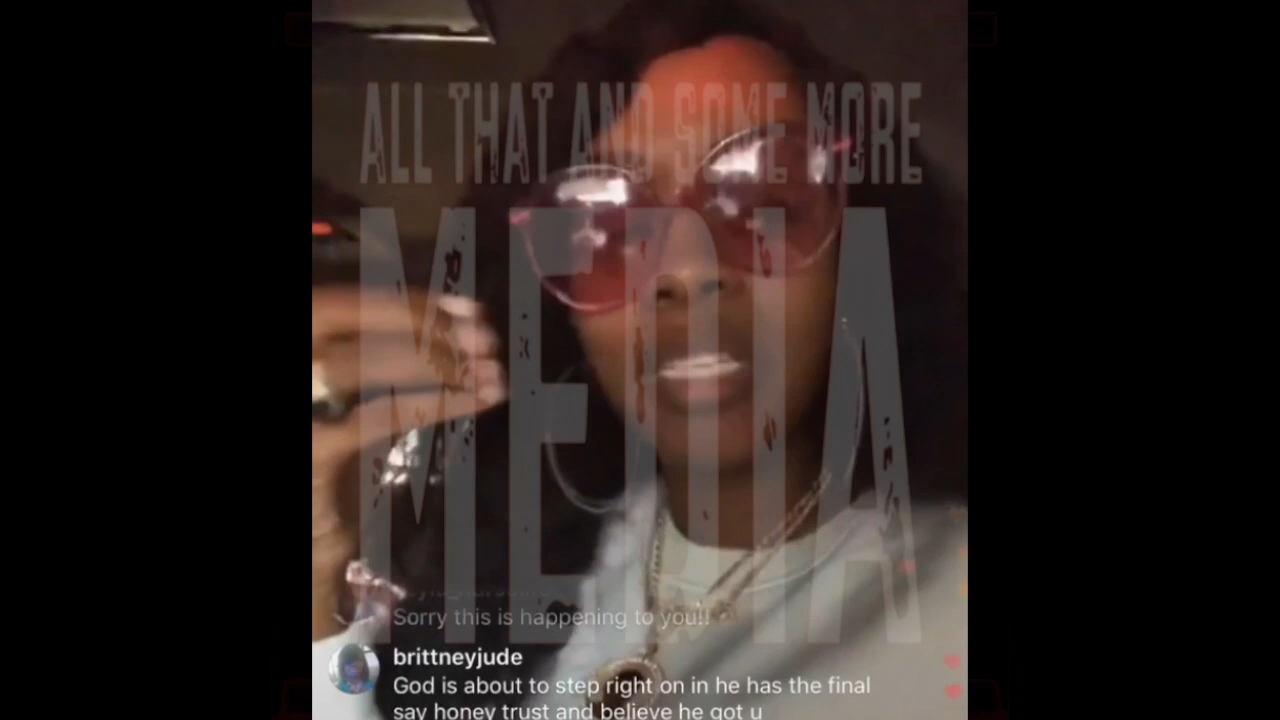 ALL THAT AND SOME MORE
MEDIA
Sorry this is happening to you!!
brittneyjude
God is about to step right on in he has the final
say honey trust and believe he got u